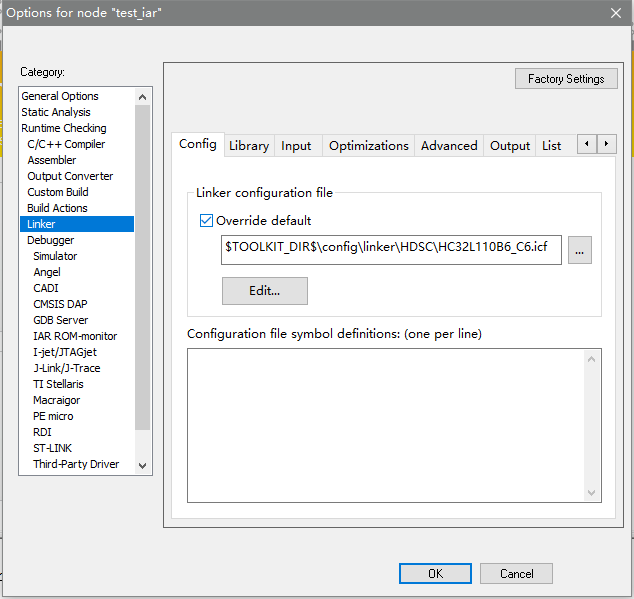 Options for node "test_iar"
Category:
Factory Settings
General Options
Static Analysis
Runtime Checking
C/C++ Compiler
Assembler
Output Converter
Custom Build
Build Actions
Linker
Debugger
Simulator
Angel
CADI
CMSIS DAP
GDB Server
IAR ROM-monitor
I-jet/JTAGjet
J-Link/J-Trace
TI Stellaris
Macraigor
PE micro
RDI
ST-LINK
Third-Party Driver
Config Library Input Optimizations Advanced Output List
Linker configuration file
Override default
$TOOLKIT_DIR$\config\linker\HDSC\HC32L110B6_C6.icf
...
Edit...
Configuration file symbol definitions: (one per line)
OK Cancel